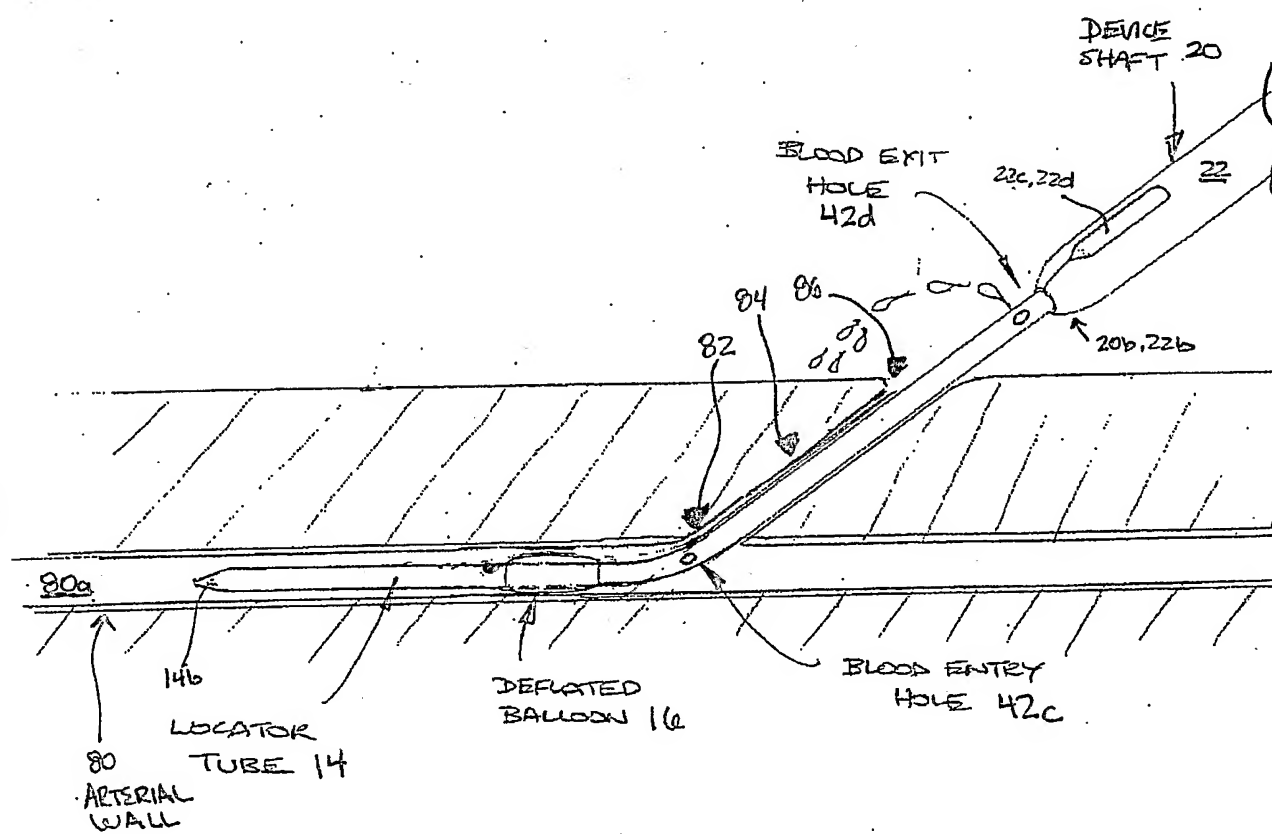 DEVICE
SHAFT 20
BLOOD EXIT
HOLE
42d
22c, 22d
22
84
86
82
20b, 22b
80a
14b
DEFLATED
BALLOON 16
BLOOD ENTRY
HOLE 42c
LOCATOR
TUBE 14
80
ARTERIAL
WALL